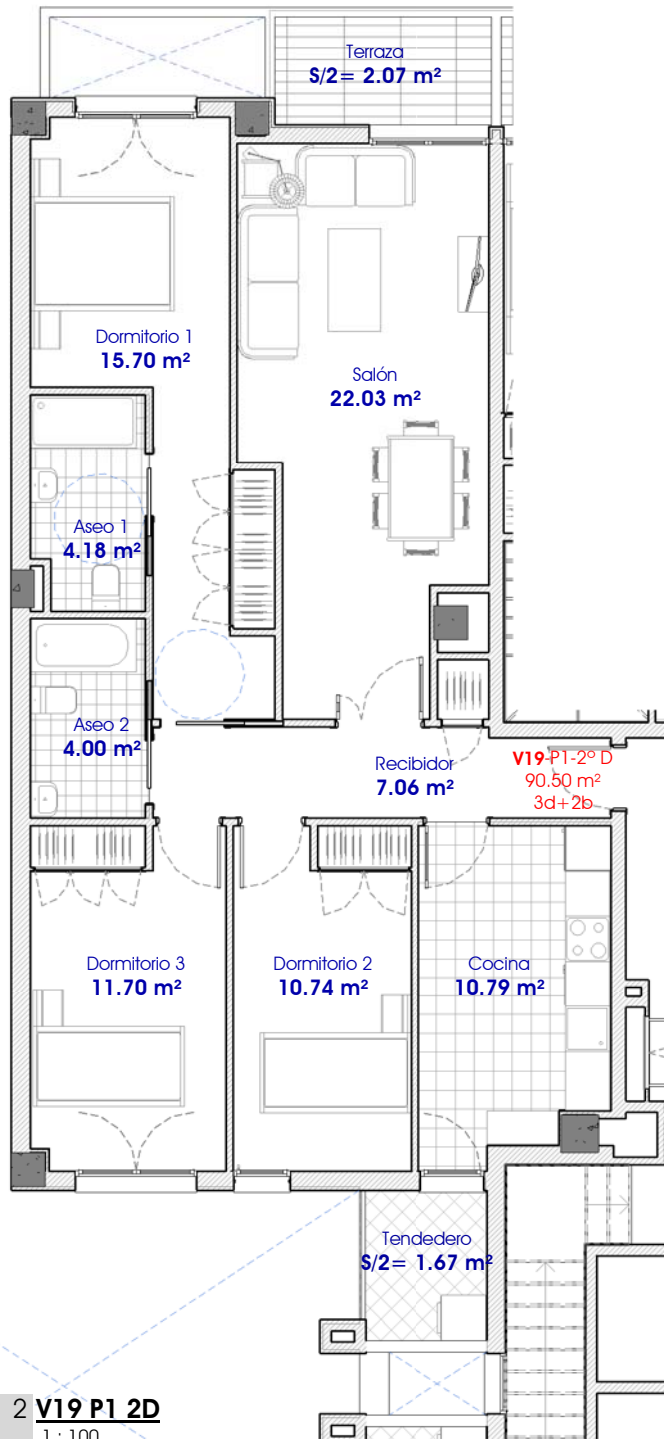 Terraza
S/2= 2.07 m²
Dormitorio 1
15.70 m²
Salón
22.03 m²
Aseo 1
4.18 m²
Aseo 2
4.00 m²
Recibidor
7.06 m²
V19-P1-2º D
90.50 m²
3d+2b
Dormitorio 3
11.70 m²
Dormitorio 2
10.74 m²
Cocina
10.79 m²
Tendedero
S/2= 1.67 m²
2 V19 P1 2D
1 : 100